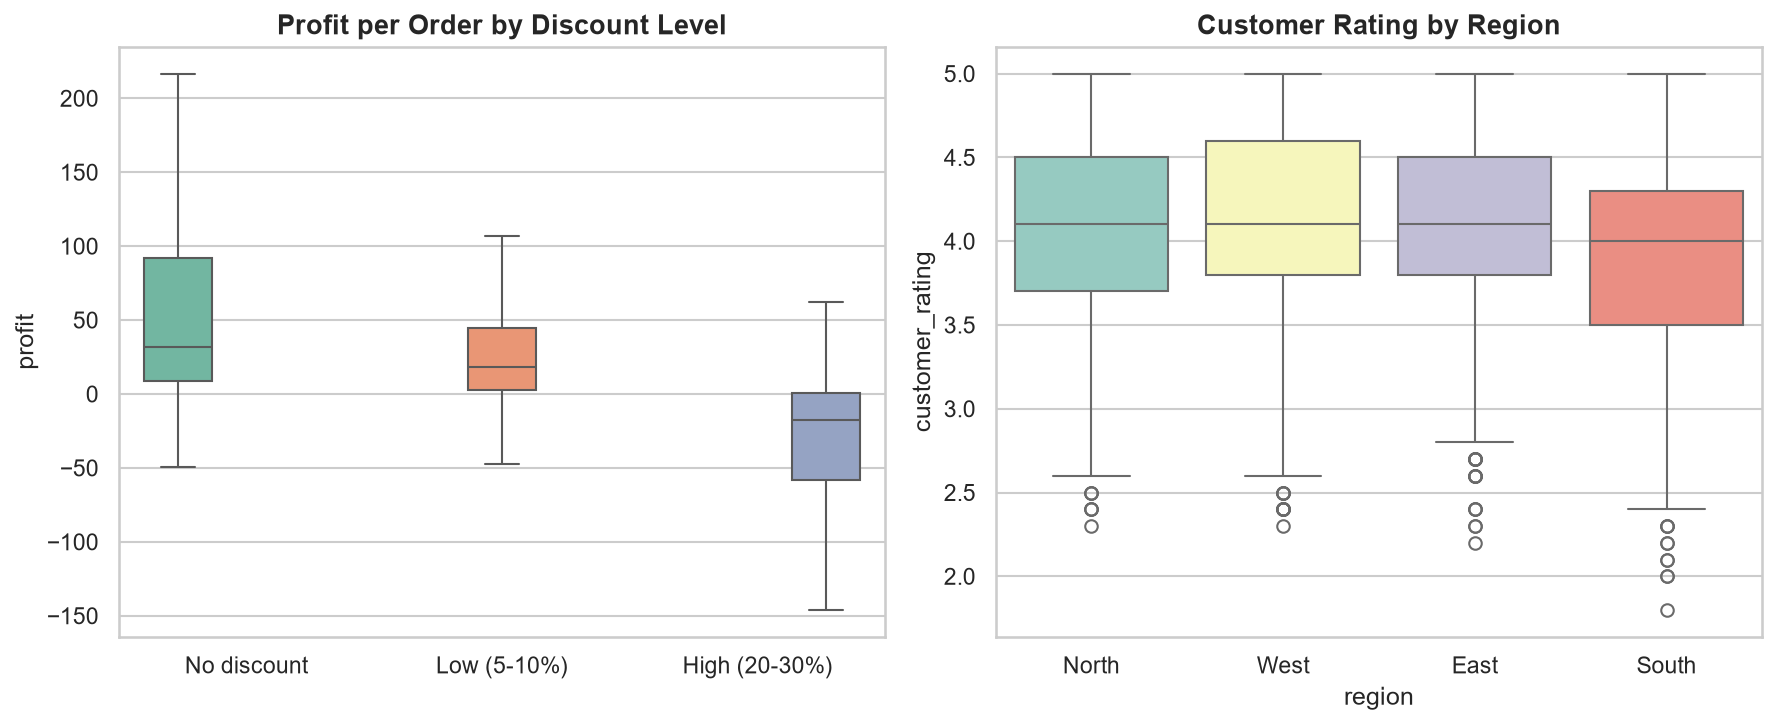 Profit per Order by Discount Level
profit
200
150
100
50
0
−50
−100
−150
No discount
Low (5-10%)
High (20-30%)
Customer Rating by Region
customer_rating
5.0
4.5
4.0
3.5
3.0
2.5
2.0
North
West
East
South
region